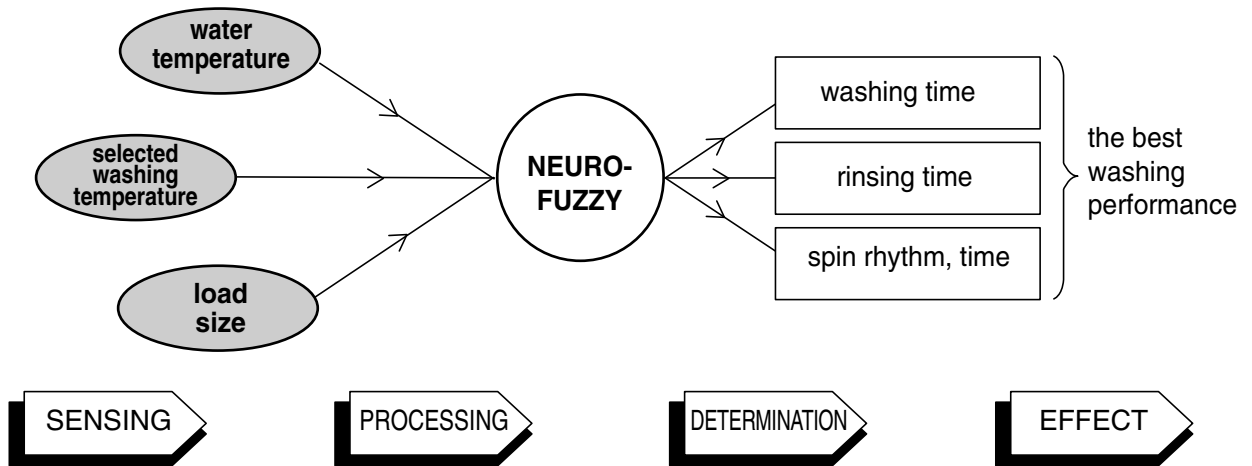 water
temperature
selected
washing
temperature
load
size
NEURO-
FUZZY
washing time
rinsing time
spin rhythm, time
the best
washing
performance
SENSING
PROCESSING
DETERMINATION
EFFECT